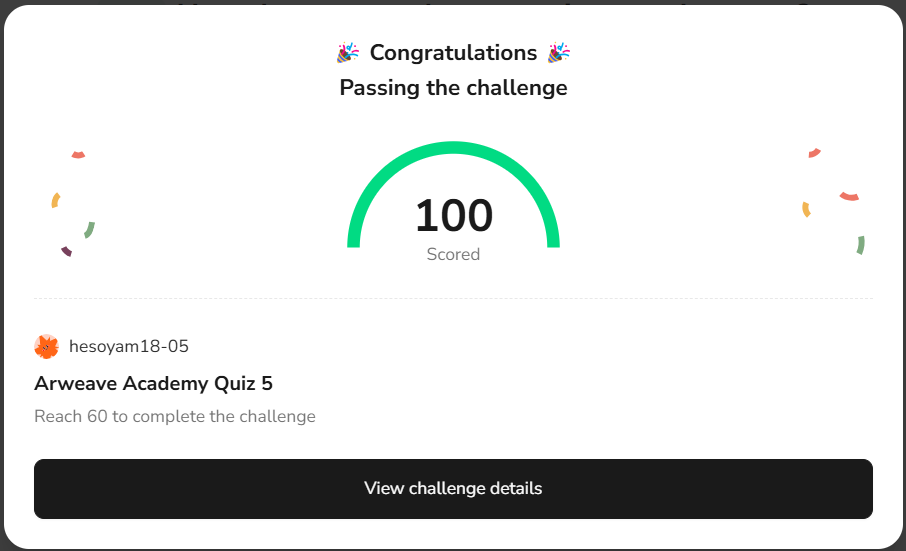 Congratulations
Passing the challenge
100
Scored
hesoyam18-05
Arweave Academy Quiz 5
Reach 60 to complete the challenge
View challenge details